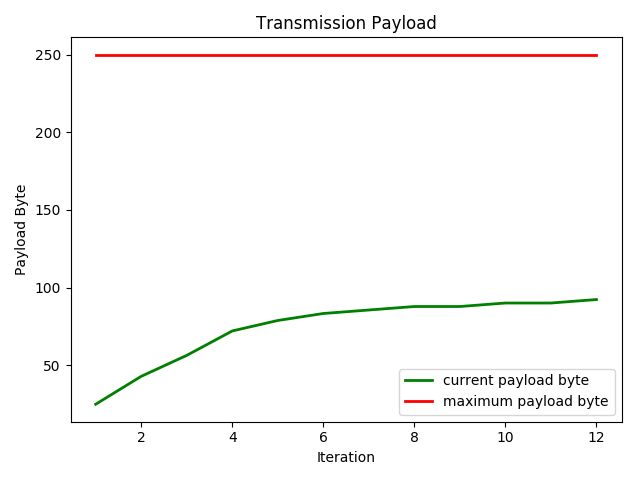 Transmission Payload
Payload Byte
250
200
150
100
50
2 4 6 8 10 12
Iteration
current payload byte
maximum payload byte